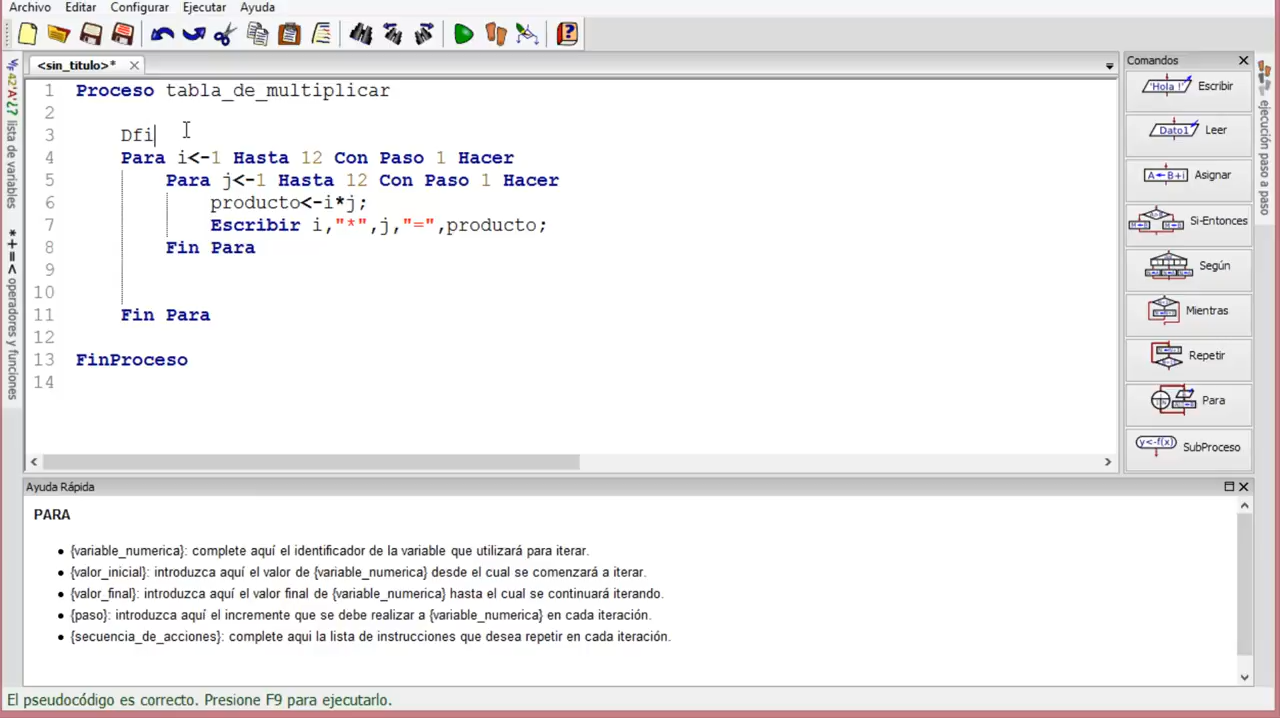 Archivo Editar Configurar Ejecutar Ayuda
<sin_titulo>*
1 Proceso tabla_de_multiplicar
2
3 Dfi
4 Para i<-1 Hasta 12 Con Paso 1 Hacer
5 Para j<-1 Hasta 12 Con Paso 1 Hacer
6 producto<-i*j;
7 Escribir i,"*",j,"=",producto;
8 Fin Para
9
10
11 Fin Para
12
13 FinProceso
14
lista de variables
*+=< operadores y funciones
Comandos
'Hola !' Escribir
Dato1 Leer
A←B+i Asignar
Si-Entonces
Según
Mientras
Repetir
Para
y<-f(x) SubProceso
ejecución paso a paso
Ayuda Rápida
PARA
• {variable_numerica}: complete aquí el identificador de la variable que utilizará para iterar.
• {valor_inicial}: introduzca aquí el valor de {variable_numerica} desde el cual se comenzará a iterar.
• {valor_final}: introduzca aquí el valor final de {variable_numerica} hasta el cual se continuará iterando.
• {paso}: introduzca aquí el incremente que se debe realizar a {variable_numerica} en cada iteración.
• {secuencia_de_acciones}: complete aqui la lista de instrucciones que desea repetir en cada iteración.
El pseudocódigo es correcto. Presione F9 para ejecutarlo.